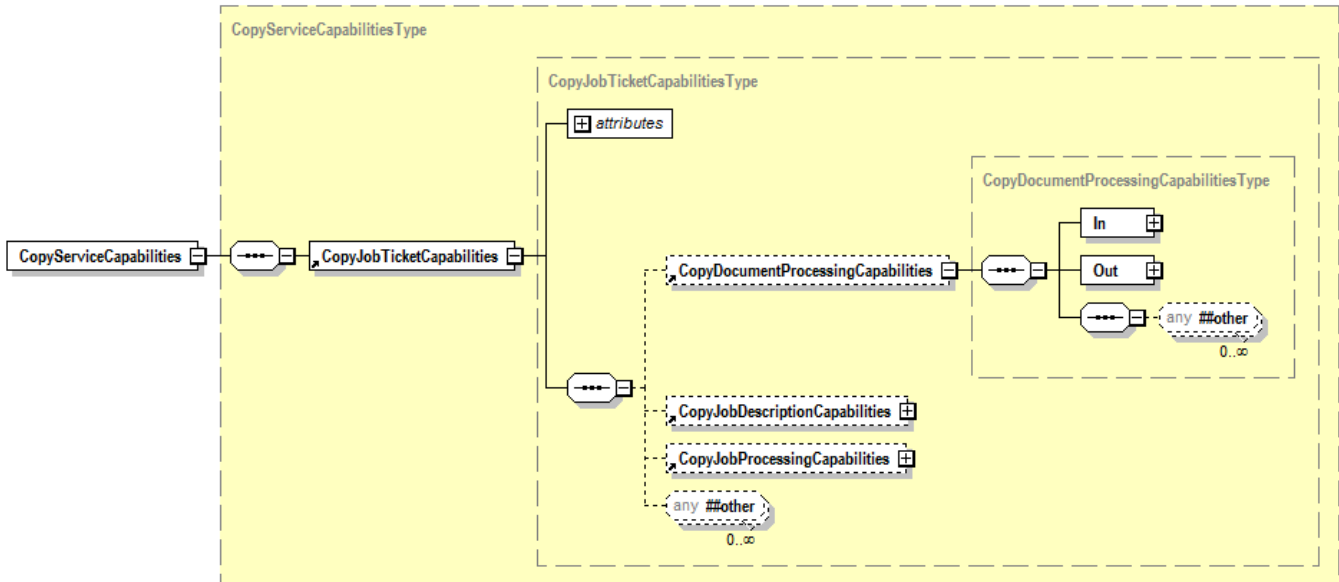 CopyServiceCapabilitiesType
CopyJobTicketCapabilitiesType
attributes
CopyDocumentProcessingCapabilitiesType
In
CopyServiceCapabilities
CopyJobTicketCapabilities
CopyDocumentProcessingCapabilities
Out
any ##other
0..∞
CopyJobDescriptionCapabilities
CopyJobProcessingCapabilities
any ##other
0..∞